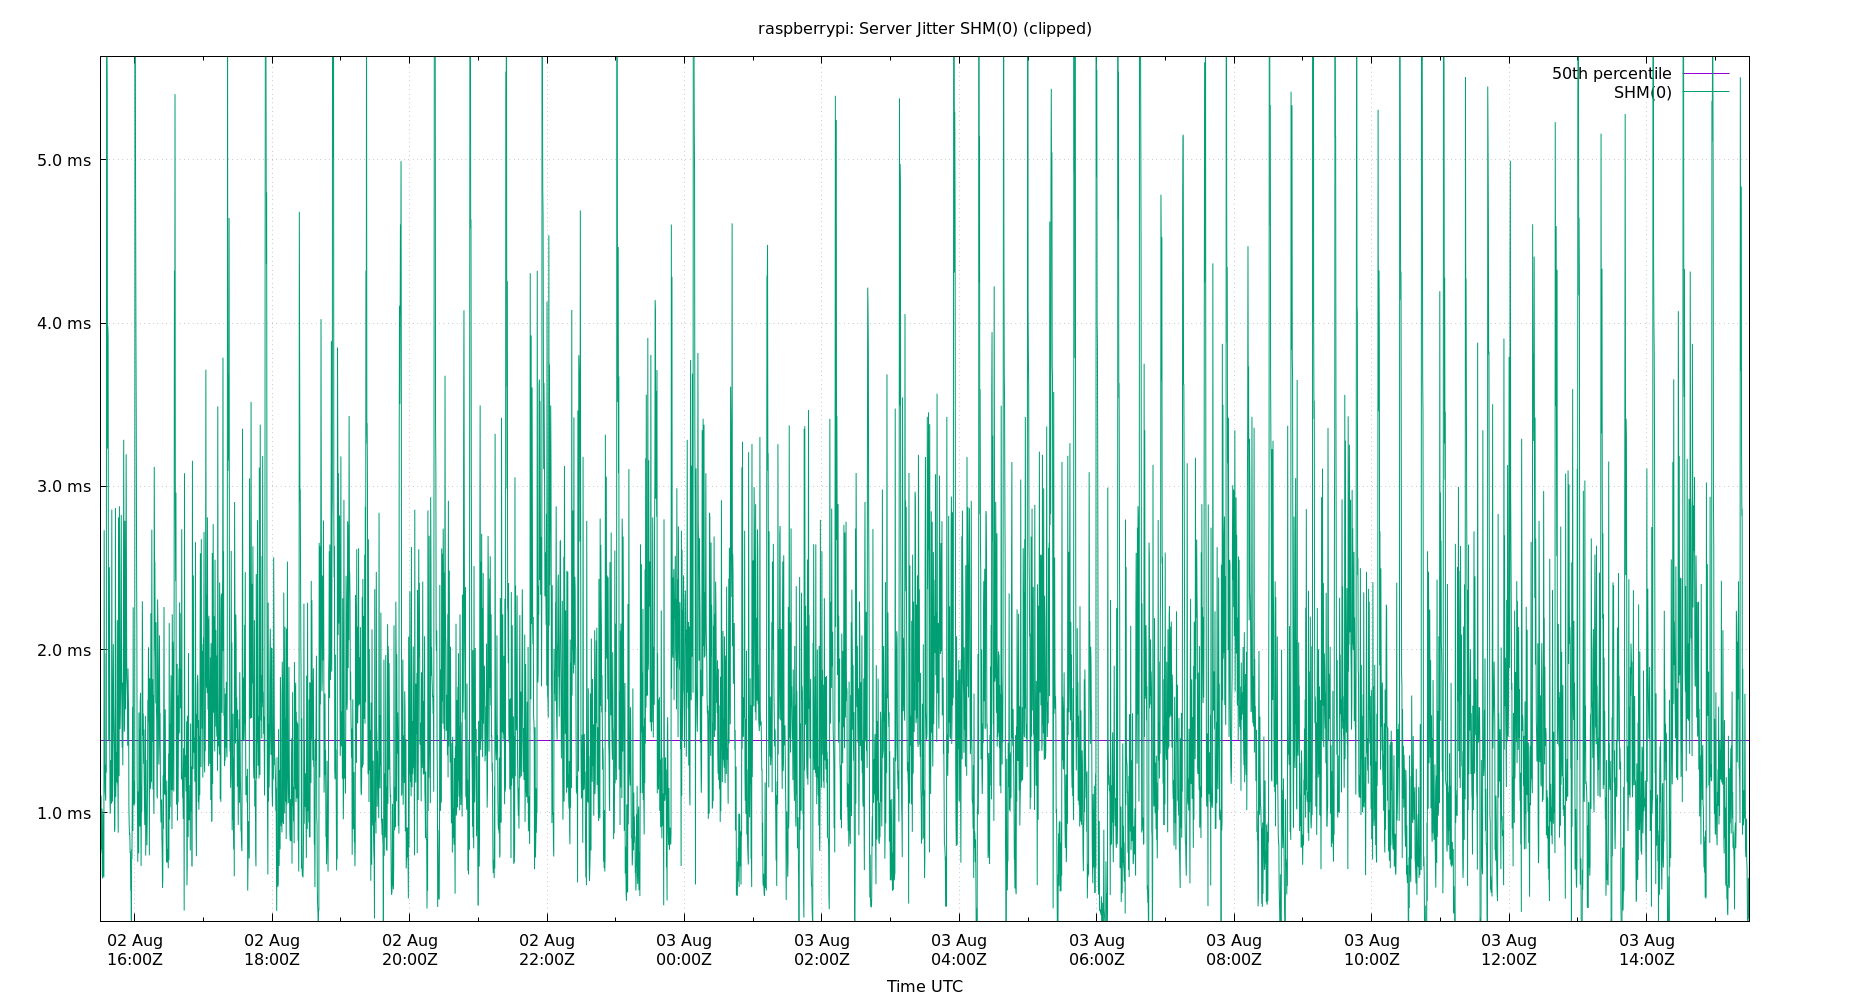 raspberrypi: Server Jitter SHM(0) (clipped)
50th percentile
SHM(0)
5.0 ms
4.0 ms
3.0 ms
2.0 ms
1.0 ms
02 Aug 02 Aug 02 Aug 02 Aug 03 Aug 03 Aug 03 Aug 03 Aug 03 Aug 03 Aug 03 Aug 03 Aug
16:00Z 18:00Z 20:00Z 22:00Z 00:00Z 02:00Z 04:00Z 06:00Z 08:00Z 10:00Z 12:00Z 14:00Z
Time UTC